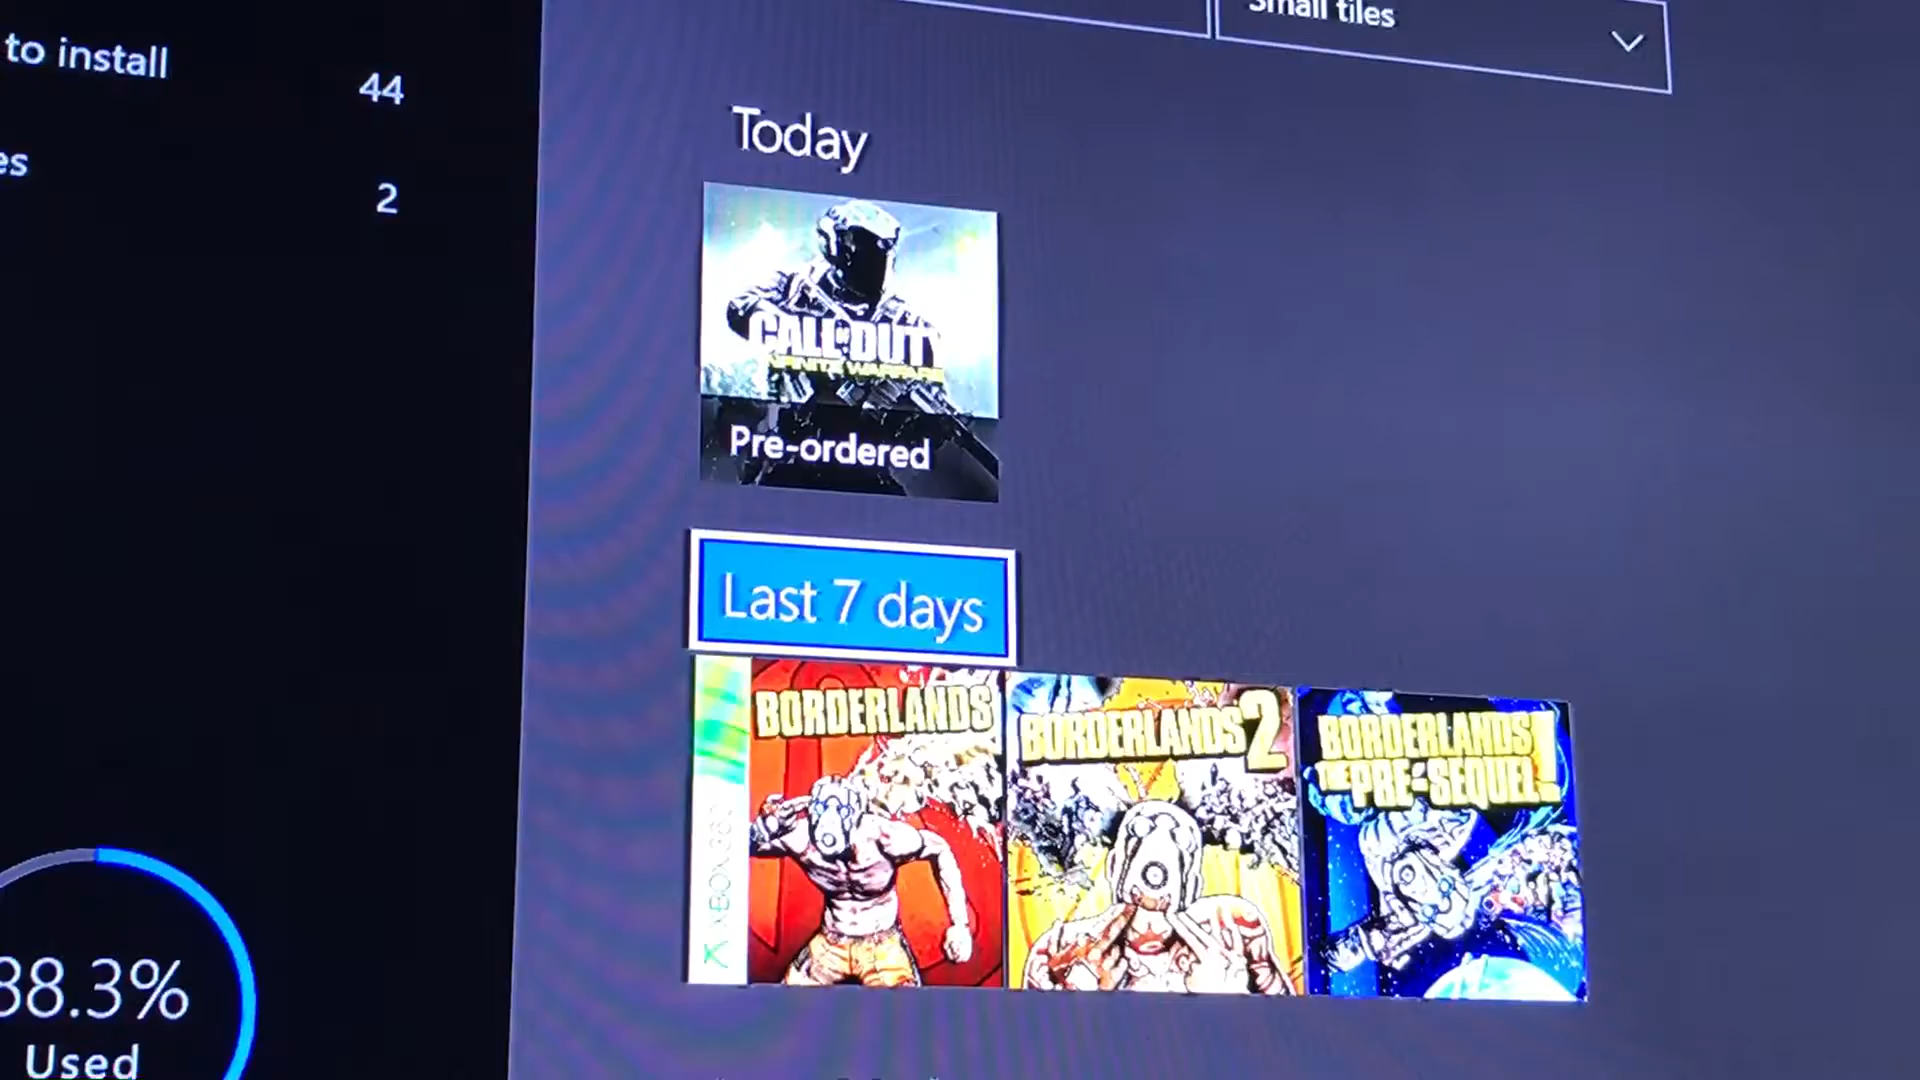 to install
44
es
2
Small tiles
Today
CALL OF DUTY
INFINITE WARFARE
Pre-ordered
Last 7 days
XBOX 360
BORDERLANDS
BORDERLANDS 2
BORDERLANDS
THE PRE-SEQUEL!
88.3%
Used